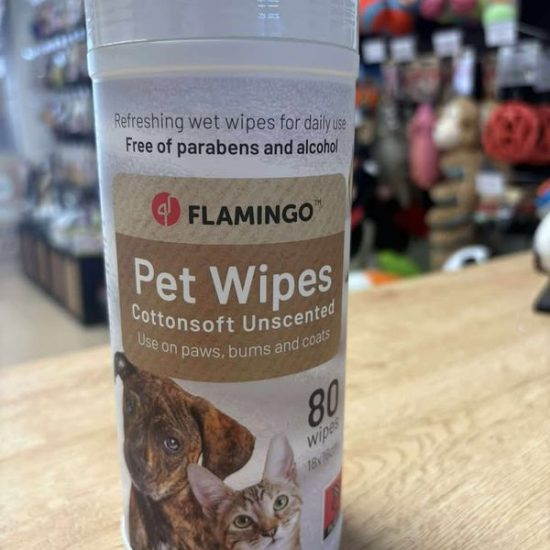 Refreshing wet wipes for daily use
Free of parabens and alcohol
FLAMINGO™
Pet Wipes
Cottonsoft Unscented
Use on paws, bums and coats
80
wipes